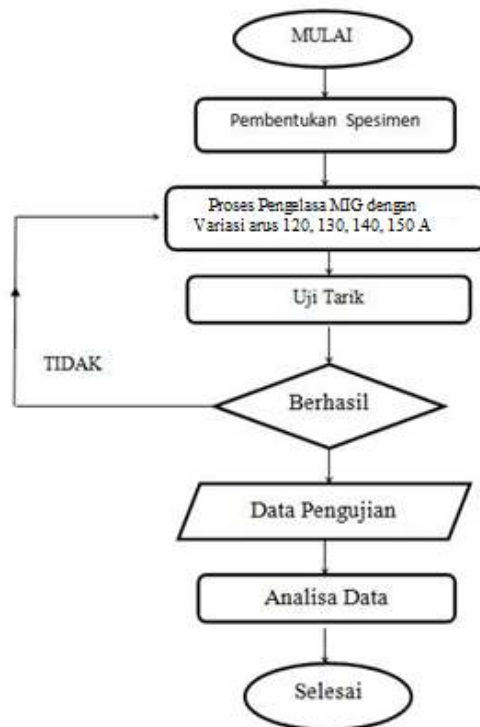 MULAI
Pembentukan Spesimen
Proses Pengelasa MIG dengan
Variasi arus 120, 130, 140, 150 A
Uji Tarik
TIDAK
Berhasil
Data Pengujian
Analisa Data
Selesai